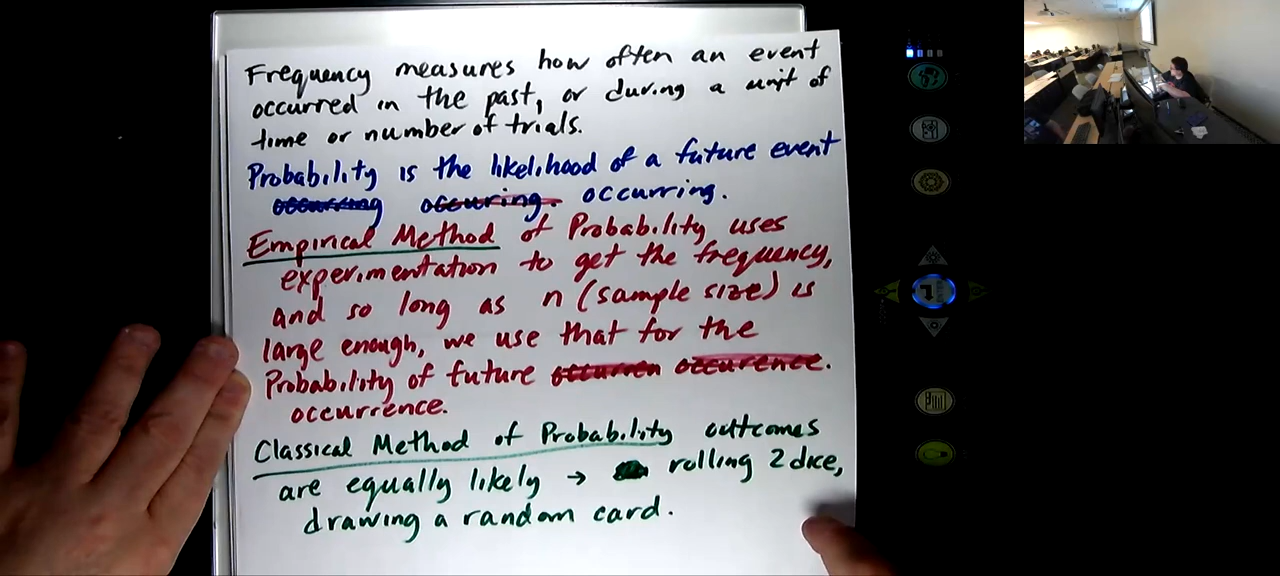 Frequency measures how often an event
occurred in the past, or during a unit of
time or number of trials.
Probability is the likelihood of a future event
occurring occuring. occurring.
Empirical Method of Probability uses
experimentation to get the frequency,
and so long as n (sample size) is
large enough, we use that for the
Probability of future occurren occurence.
occurrence.
Classical Method of Probability outcomes
are equally likely → rolling 2 dice,
drawing a random card.